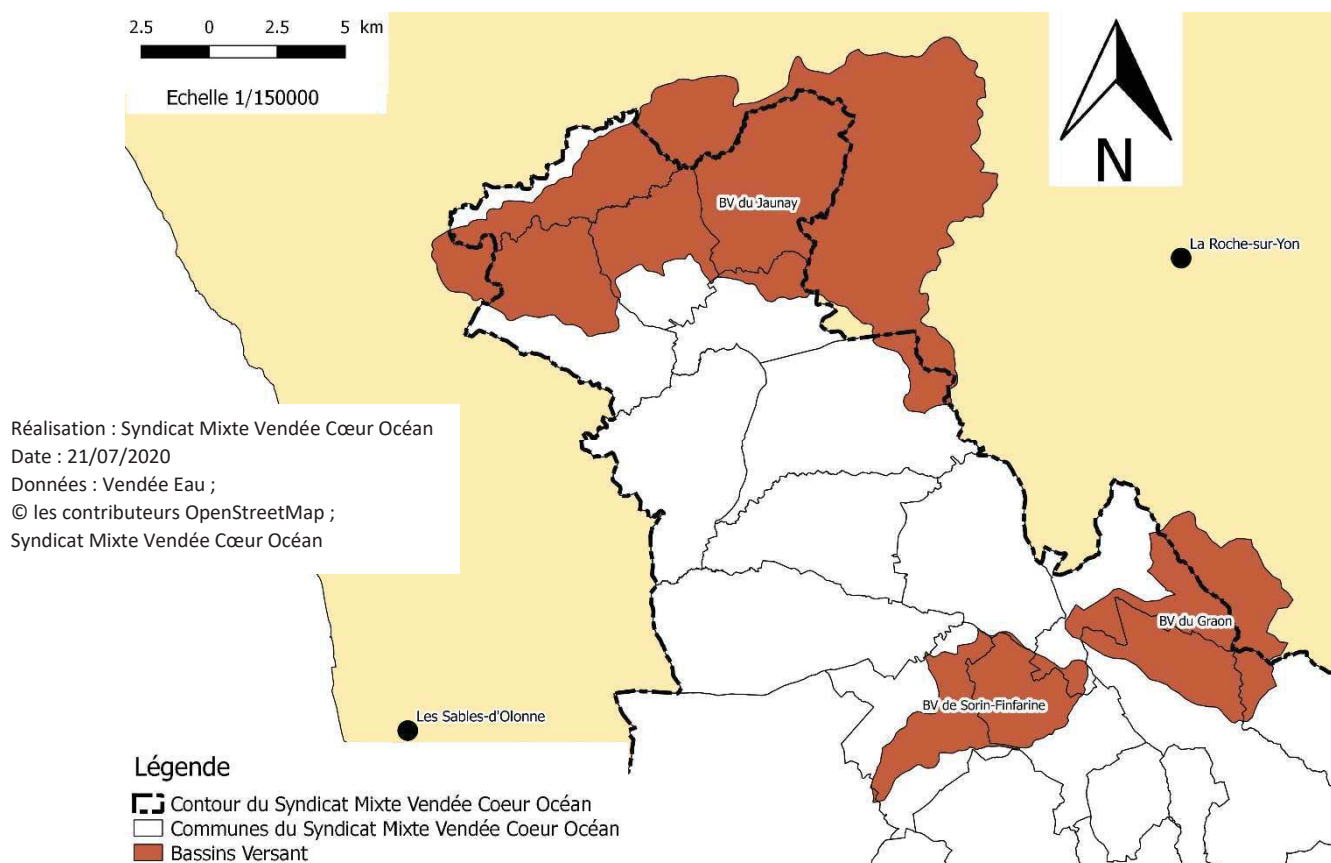 2.5 0 2.5 5 km
Echelle 1/150000
N
BV du Jaunay
La Roche-sur-Yon
Réalisation : Syndicat Mixte Vendée Cœur Océan
Date : 21/07/2020
Données : Vendée Eau ;
© les contributeurs OpenStreetMap ;
Syndicat Mixte Vendée Cœur Océan
BV du Graon
BV de Sorin-Finfarine
Les Sables-d'Olonne
Légende
Contour du Syndicat Mixte Vendée Coeur Océan
Communes du Syndicat Mixte Vendée Coeur Océan
Bassins Versant